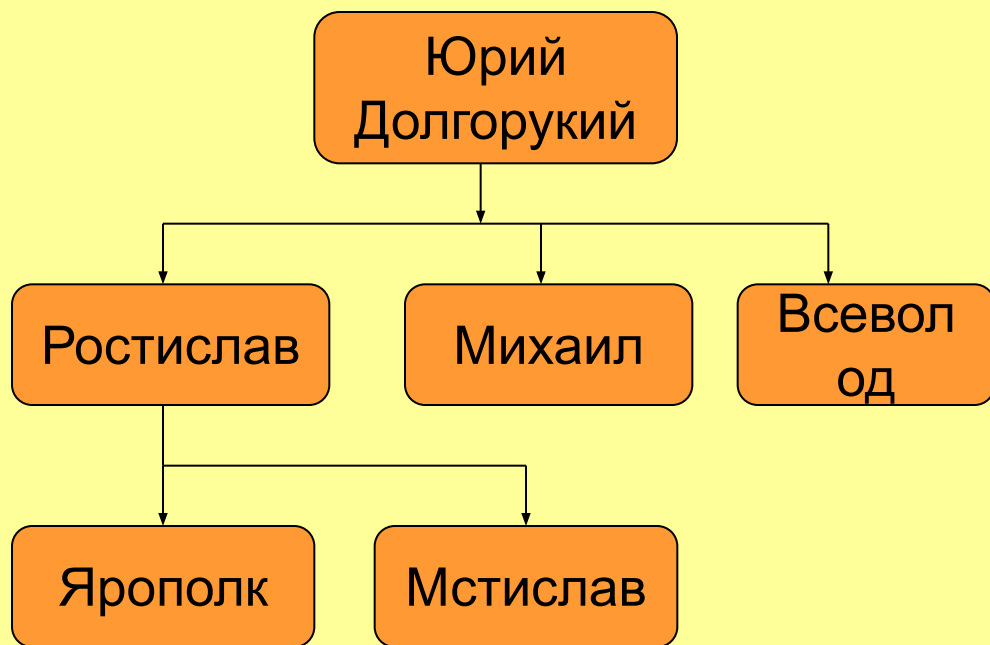 Юрий
Долгорукий
Ростислав
Михаил
Всевол
од
Ярополк
Мстислав